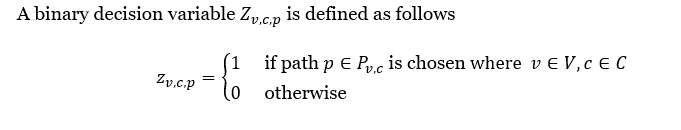 A binary decision variable Z_{v,c,p} is defined as follows
z_{v,c,p} = {1 if path p ∈ P_{v,c} is chosen where v ∈ V, c ∈ C
0 otherwise